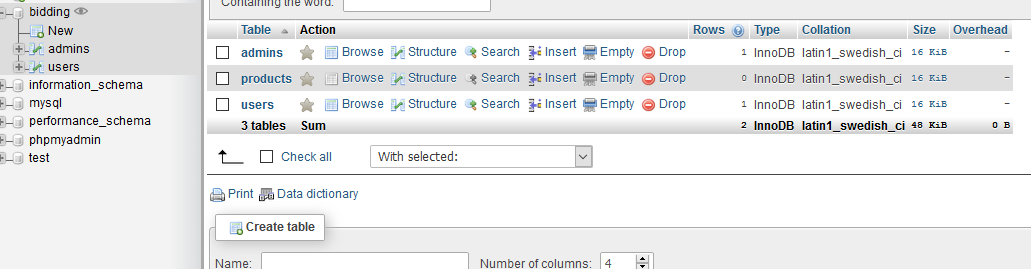 Containing the word:
bidding
New
admins
users
information_schema
mysql
performance_schema
phpmyadmin
test
Table Action Rows Type Collation Size Overhead
admins Browse Structure Search Insert Empty Drop 1 InnoDB latin1_swedish_ci 16 KiB -
products Browse Structure Search Insert Empty Drop 0 InnoDB latin1_swedish_ci 16 KiB -
users Browse Structure Search Insert Empty Drop 1 InnoDB latin1_swedish_ci 16 KiB -
3 tables Sum 2 InnoDB latin1_swedish_ci 48 KiB 0 B
Check all With selected:
Print Data dictionary
Create table
Name: Number of columns: 4